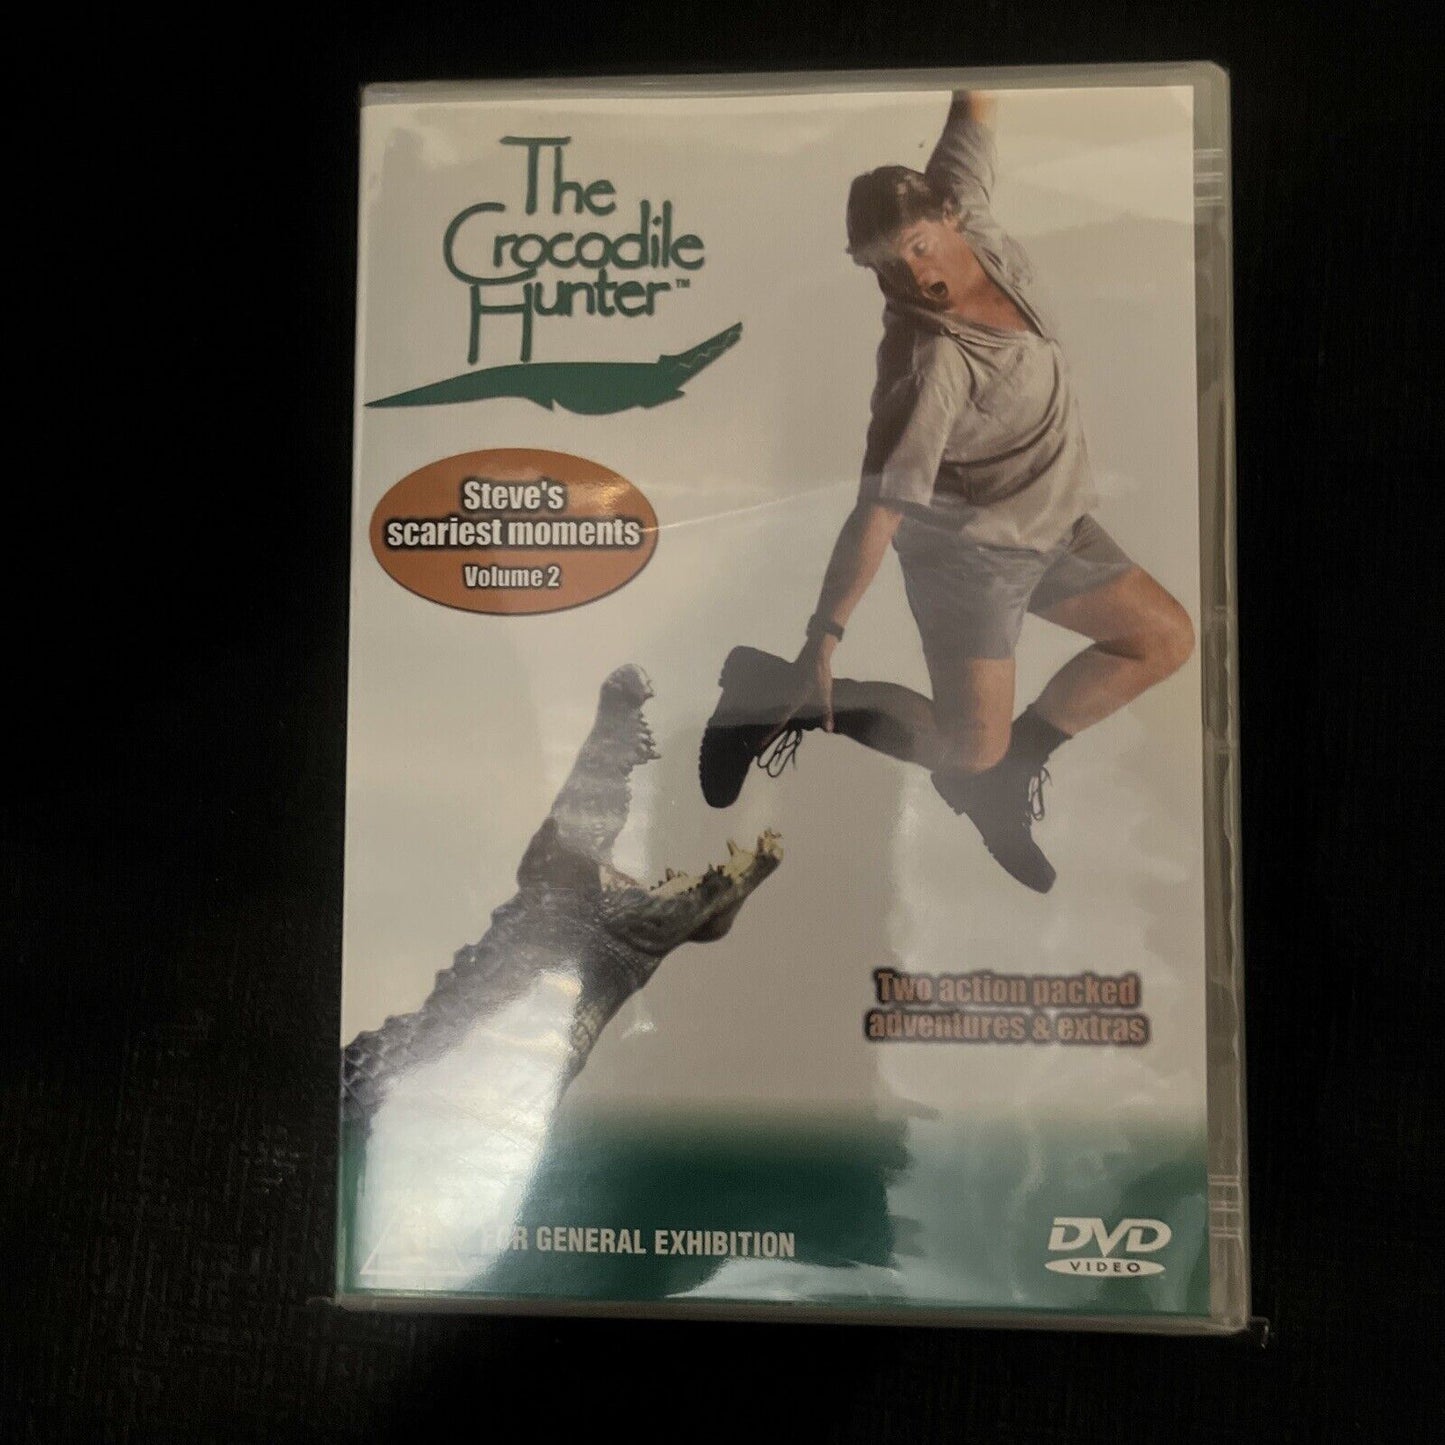 The
Crocodile
Hunter™
Steve's
scariest moments
Volume 2
Two action packed
adventures & extras
FOR GENERAL EXHIBITION
DVD
VIDEO